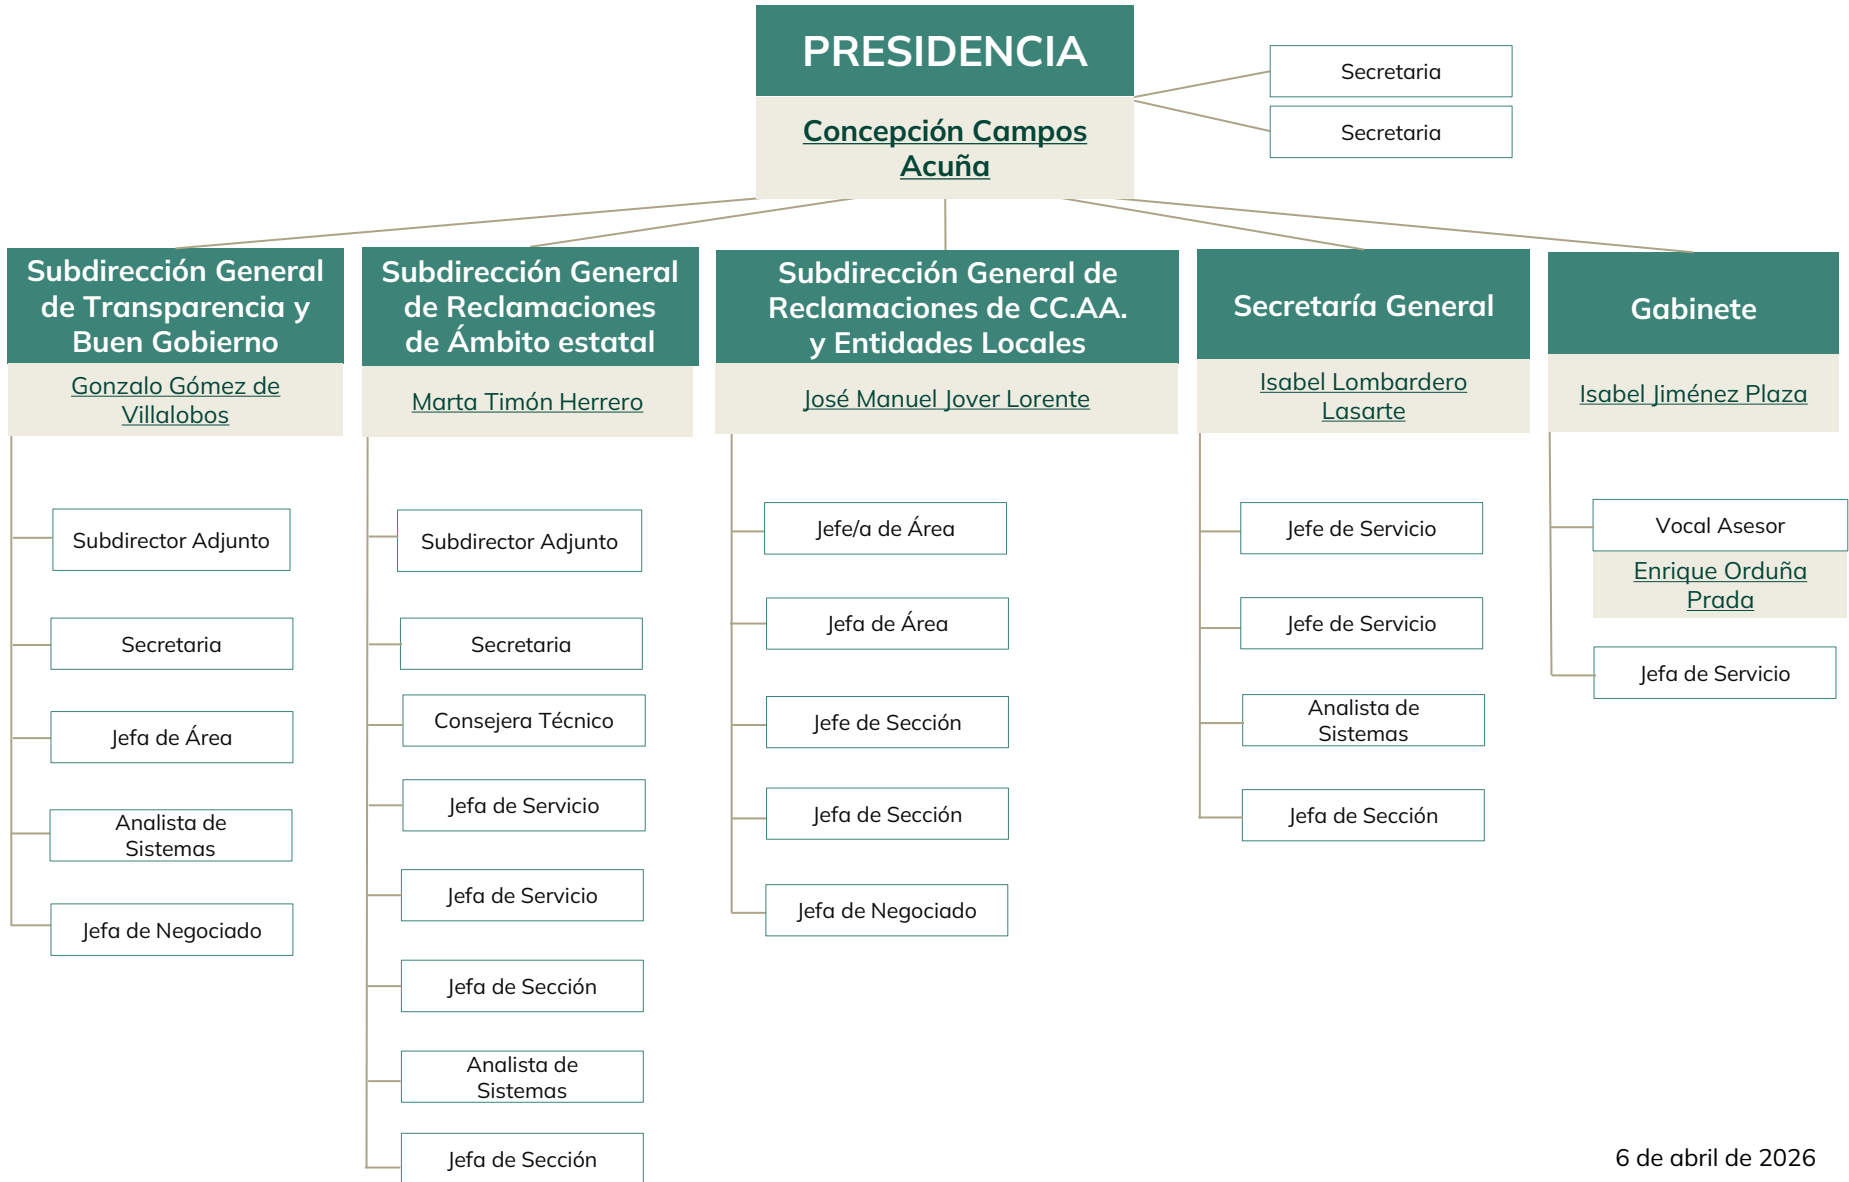 PRESIDENCIA
Concepción Campos
Acuña
Secretaria
Secretaria
Subdirección General
de Transparencia y
Buen Gobierno
Gonzalo Gómez de
Villalobos
Subdirector Adjunto
Secretaria
Jefa de Área
Analista de
Sistemas
Jefa de Negociado
Subdirección General
de Reclamaciones
de Ámbito estatal
Marta Timón Herrero
Subdirector Adjunto
Secretaria
Consejera Técnico
Jefa de Servicio
Jefa de Servicio
Jefa de Sección
Analista de
Sistemas
Jefa de Sección
Subdirección General de
Reclamaciones de CC.AA.
y Entidades Locales
José Manuel Jover Lorente
Jefe/a de Área
Jefa de Área
Jefe de Sección
Jefa de Sección
Jefa de Negociado
Secretaría General
Isabel Lombardero
Lasarte
Jefe de Servicio
Jefe de Servicio
Analista de
Sistemas
Jefa de Sección
Gabinete
Isabel Jiménez Plaza
Vocal Asesor
Enrique Orduña
Prada
Jefa de Servicio
6 de abril de 2026